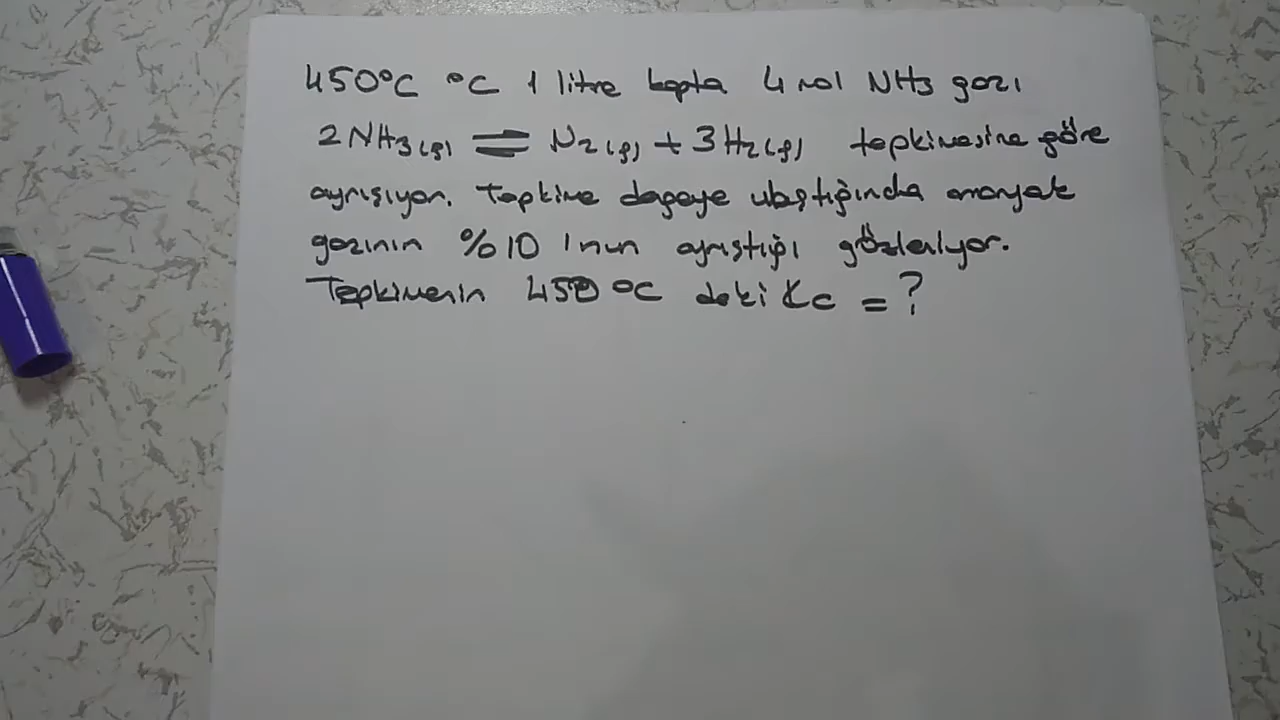 450°C °C 1 litre kapta 4 mol NH3 gazı
2NH3(g) ⇌ N2(g) + 3H2(g) tepkimesine göre
ayrışıyor. Tepkime dengeye ulaştığında amonyak
gazının %10 'nun ayrıştığı gözleniyor.
Tepkimenin 450 °C deki Kc = ?